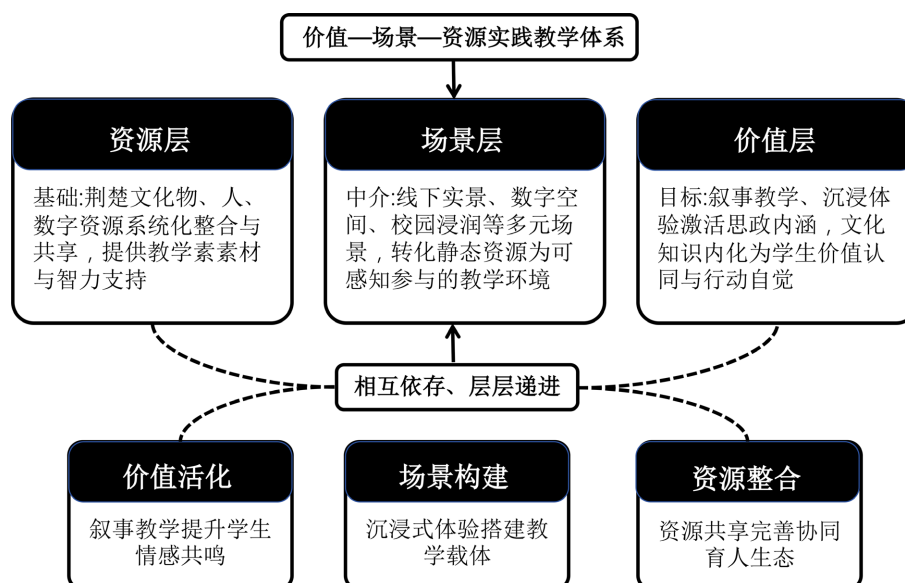 价值—场景—资源实践教学体系
资源层
基础:荆楚文化物、人、
数字资源系统化整合与
共享，提供教学素素材
与智力支持
场景层
中介:线下实景、数字空
间、校园浸润等多元场
景，转化静态资源为可
感知参与的教学环境
价值层
目标:叙事教学、沉浸体
验激活思政内涵，文化
知识内化为学生价值认
同与行动自觉
相互依存、层层递进
价值活化
叙事教学提升学生
情感共鸣
场景构建
沉浸式体验搭建教
学载体
资源整合
资源共享完善协同
育人生态